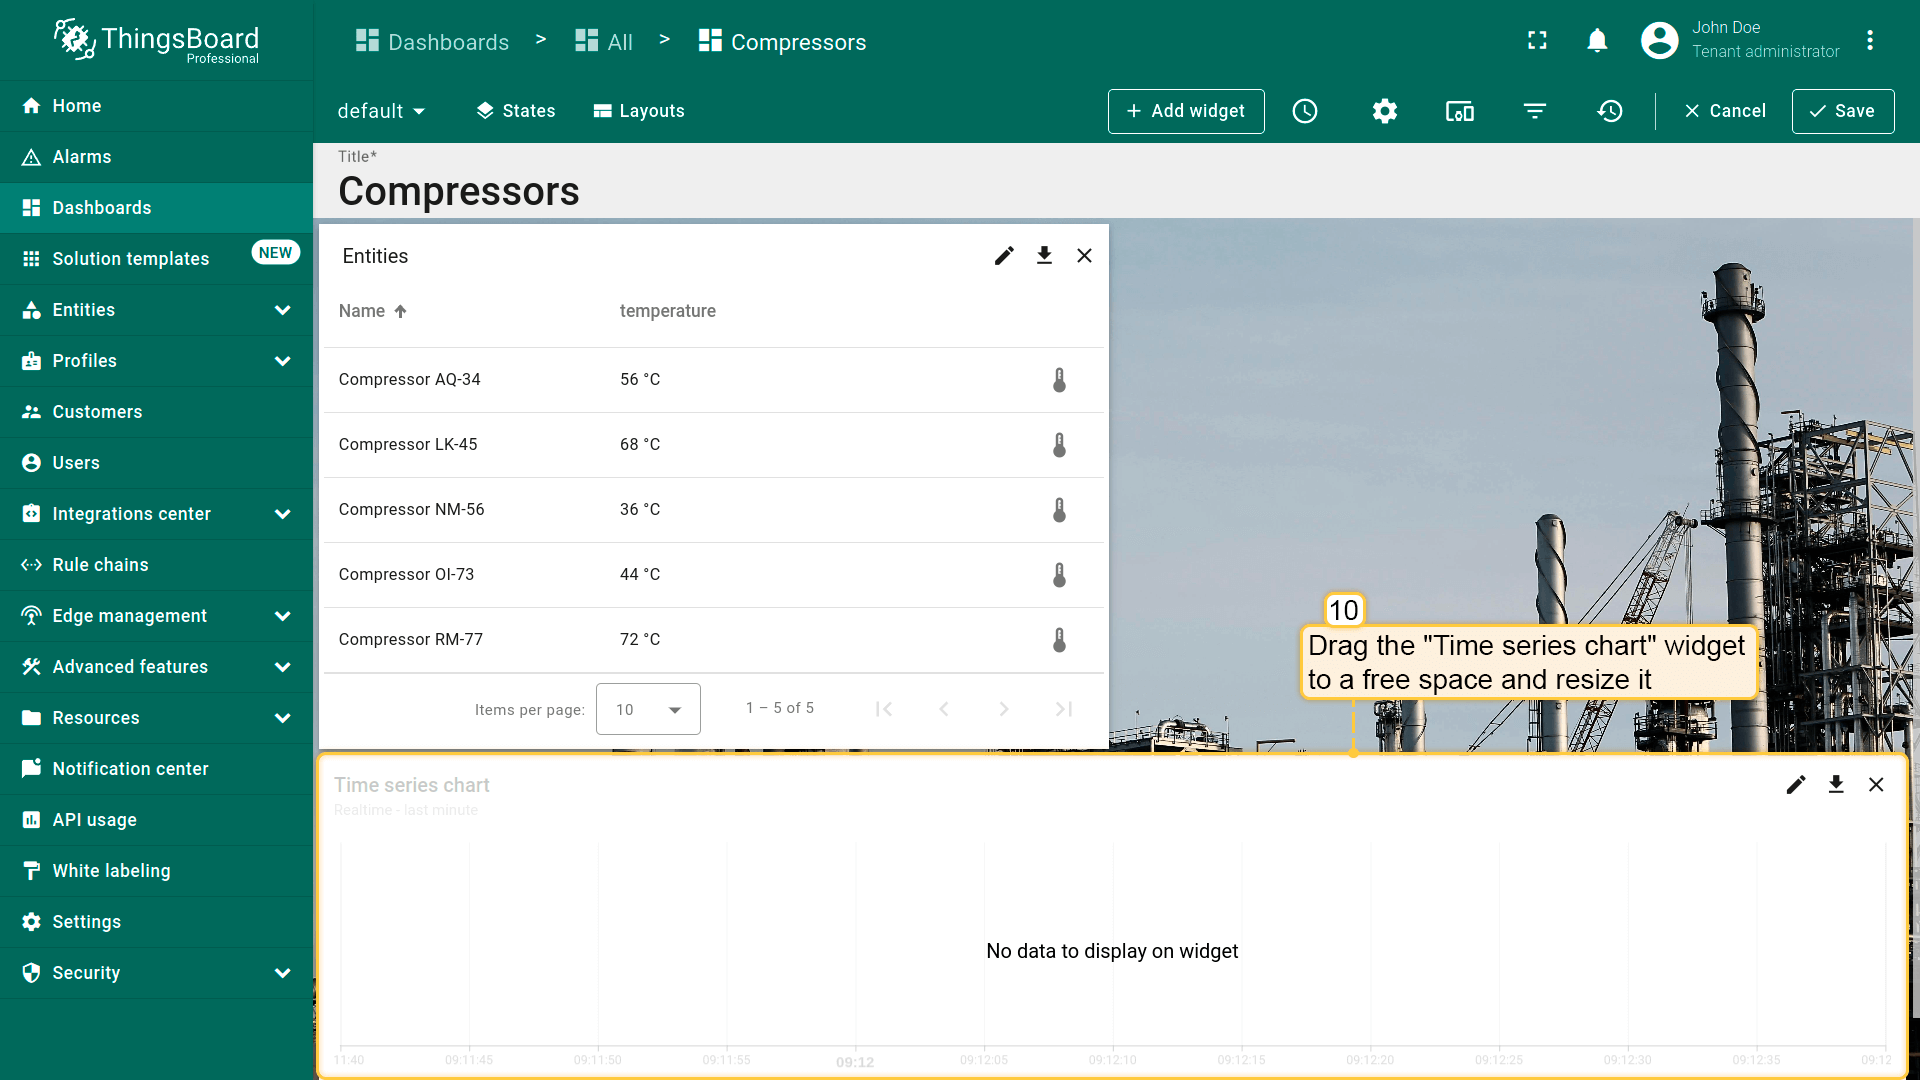 ThingsBoard
Professional
Dashboards > All > Compressors
John Doe
Tenant administrator
default
States
Layouts
+ Add widget
Cancel
Save
Home
Alarms
Dashboards
Solution templates
NEW
Entities
Profiles
Customers
Users
Integrations center
Rule chains
Edge management
Advanced features
Resources
Notification center
API usage
White labeling
Settings
Security
Title*
Compressors
Entities
Name temperature
Compressor AQ-34 56 °C
Compressor LK-45 68 °C
Compressor NM-56 36 °C
Compressor OI-73 44 °C
Compressor RM-77 72 °C
Items per page: 10 1 – 5 of 5
10
Drag the "Time series chart" widget
to a free space and resize it
Time series chart
Realtime - last minute
No data to display on widget
11:40 09:11:45 09:11:50 09:11:55 09:12 09:12:05 09:12:10 09:12:15 09:12:20 09:12:25 09:12:30 09:12:35 09:12